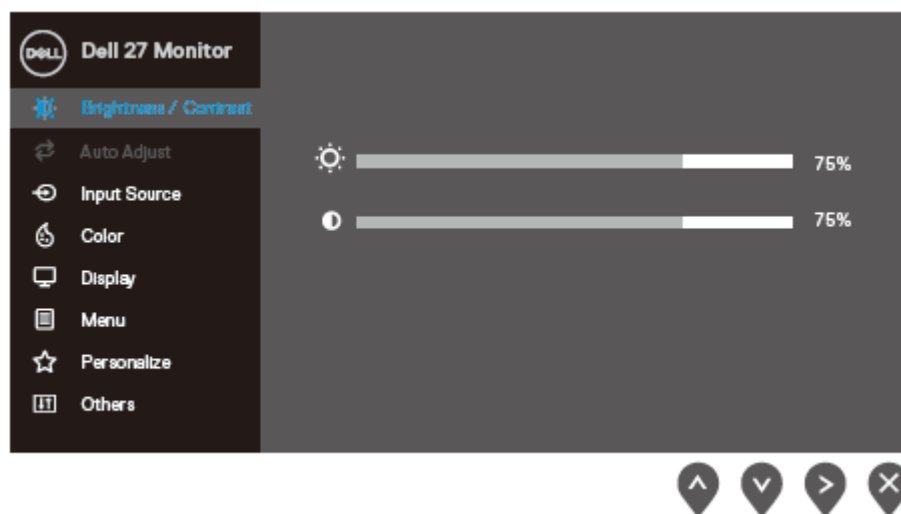 DELL
Dell 27 Monitor
Brightness / Contrast
Auto Adjust
75%
Input Source
75%
Color
Display
Menu
Personalize
Others